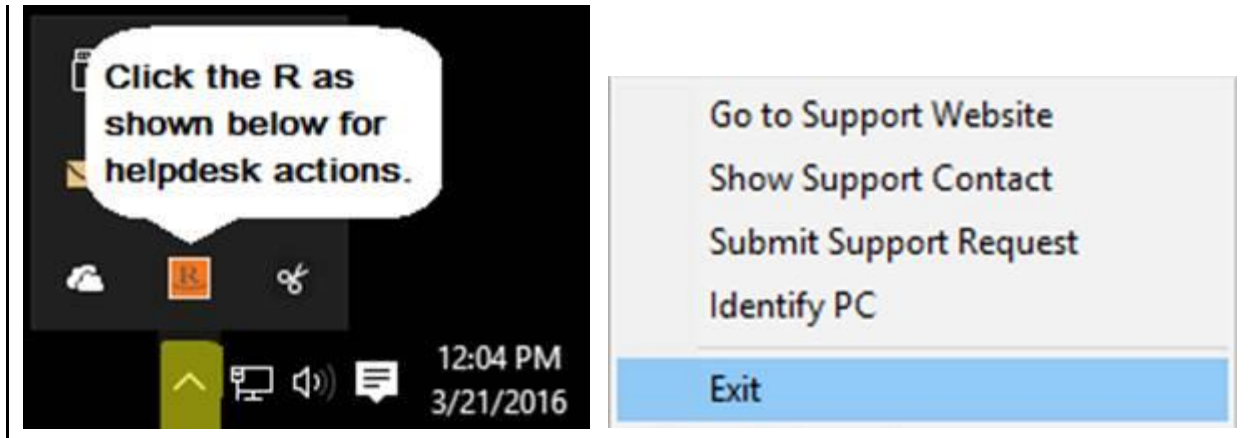 Click the R as
shown below for
helpdesk actions.
R
12:04 PM
3/21/2016
Go to Support Website
Show Support Contact
Submit Support Request
Identify PC
Exit